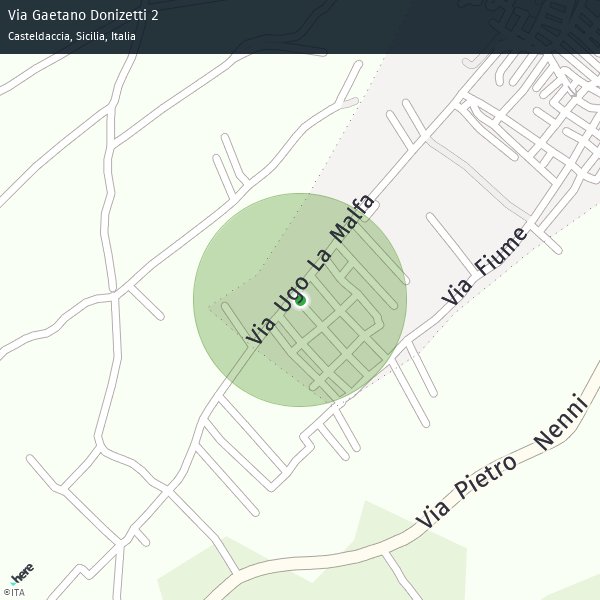 Via Gaetano Donizetti 2
Casteldaccia, Sicilia, Italia
Via Ugo La Malfa
Via Fiume
Via Pietro Nenni
here
©ITA